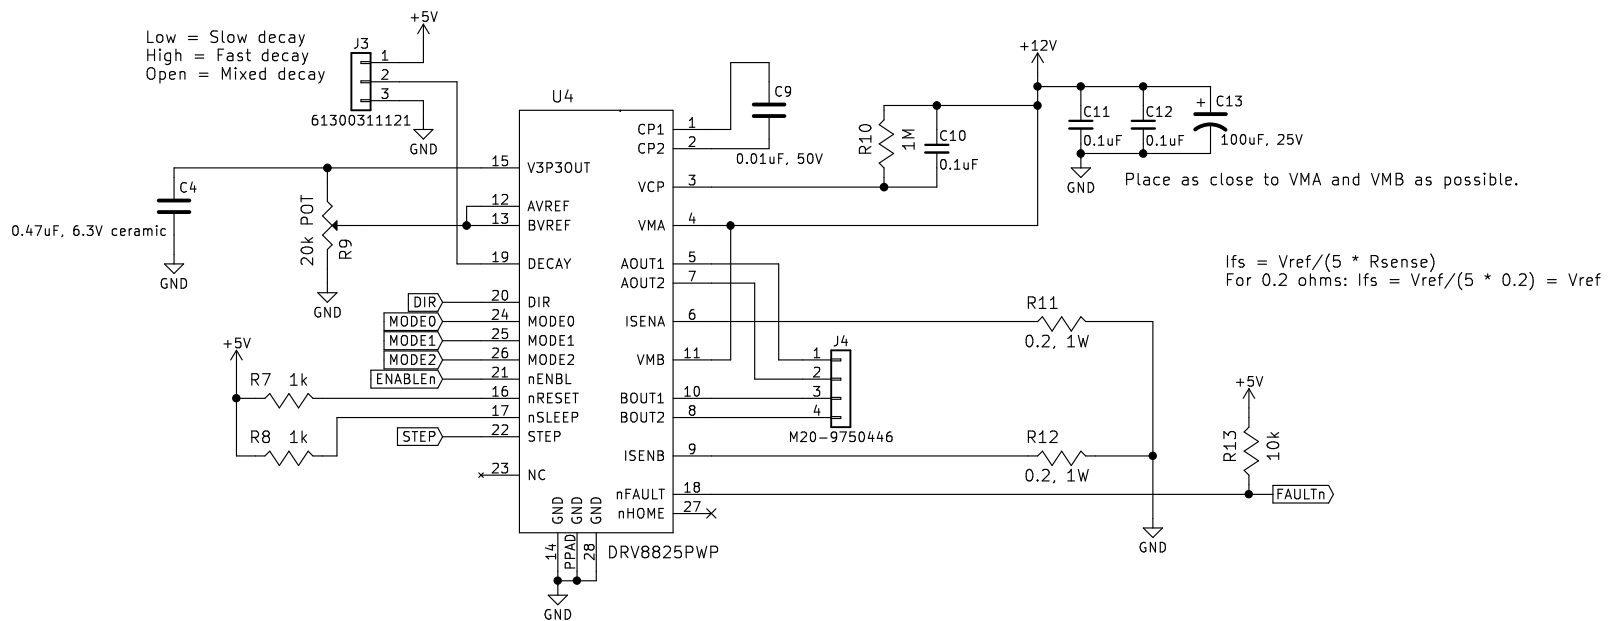 Low = Slow decay
High = Fast decay
Open = Mixed decay
+5V
J3
1
2
3
61300311121
GND
U4
C4
0.47uF, 6.3V ceramic
GND
20k POT
R9
GND
15 V3P3OUT
12 AVREF
13 BVREF
19 DECAY
DIR 20 DIR
MODE0 24 MODE0
MODE1 25 MODE1
MODE2 26 MODE2
ENABLEn 21 nENBL
16 nRESET
17 nSLEEP
STEP 22 STEP
23 NC
+5V
R7 1k
R8 1k
GND GND GND
14 PPAD 28
GND
DRV8825PWP
CP1 1
CP2 2
VCP 3
VMA 4
AOUT1 5
AOUT2 7
ISENA 6
VMB 11
BOUT1 10
BOUT2 8
ISENB 9
nFAULT 18
nHOME 27
C9
0.01uF, 50V
R10
1M
C10
0.1uF
+12V
C11
0.1uF
C12
0.1uF
+ C13
100uF, 25V
GND
Place as close to VMA and VMB as possible.
Ifs = Vref/(5 * Rsense)
For 0.2 ohms: Ifs = Vref/(5 * 0.2) = Vref
R11
0.2, 1W
J4
1
2
3
4
M20-9750446
R12
0.2, 1W
GND
+5V
R13
10k
FAULTn